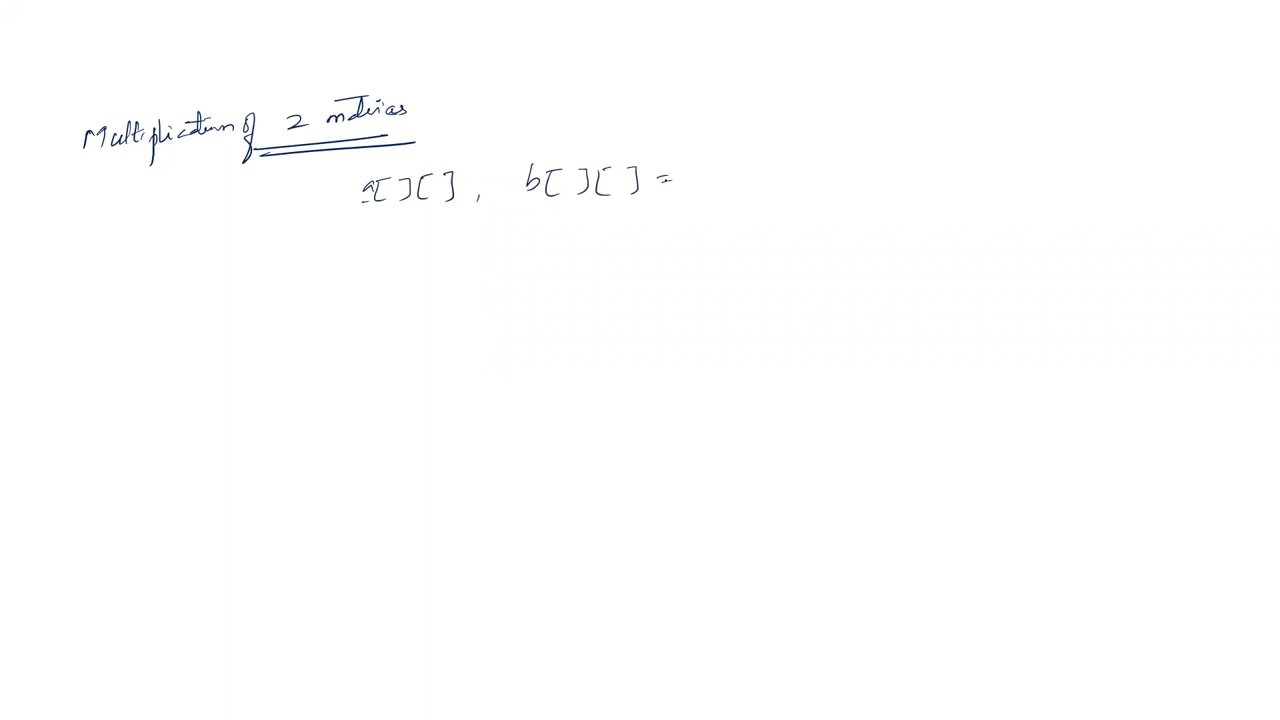 Multiplication of 2 matrices
a[ ][ ] , b[ ][ ] =